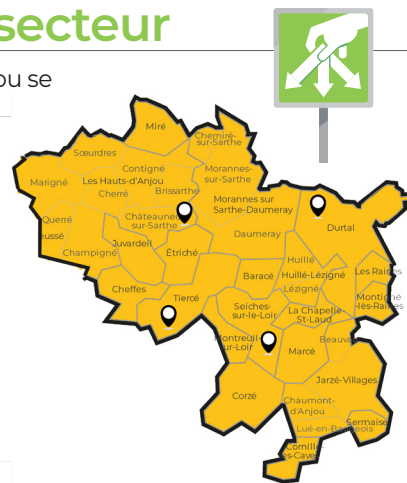 secteur
ou se
Miré
Chemiré-
sur-Sarthe
Sœurdres
Contigné
Morannes-
sur-Sarthe
Marigné
Les Hauts-d'Anjou
Cherré
Brissarthe
Morannes sur
Sarthe-Daumeray
Querré
Châteauneuf
-sur-Sarthe
Durtal
eussé
Juvardeil
Daumeray
Champigné
Étriché
Huillé
Baracé
Huillé-Lézigné
Les Raires
Lézigné
Cheffes
Tiercé
Seiches-
sur-le-Loir
La Chapelle
St-Laud
Montigné
-lès-Raires
Montreuil
-sur-Loir
Marcé
Beauvau
Jarzé-Villages
Corzé
Chaumont-
d'Anjou
Sermaise
Lué-en-Baugeois
Cornillé-
les-Caves